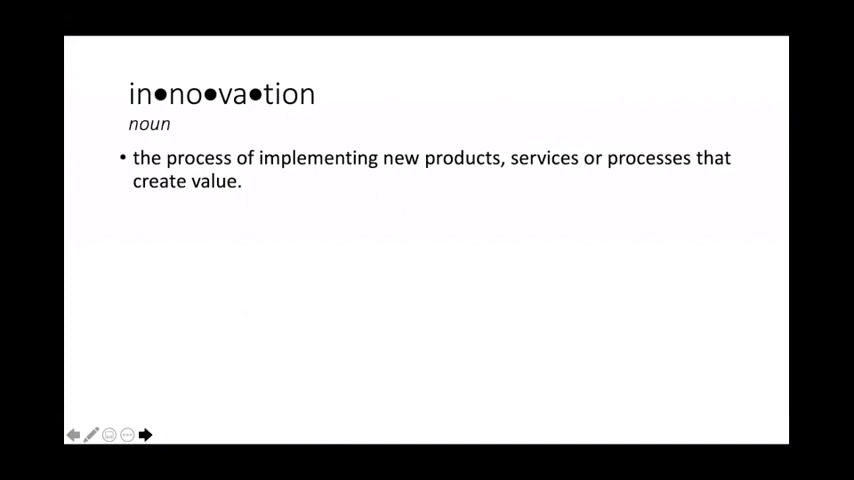 in●no●va●tion
noun
• the process of implementing new products, services or processes that
create value.